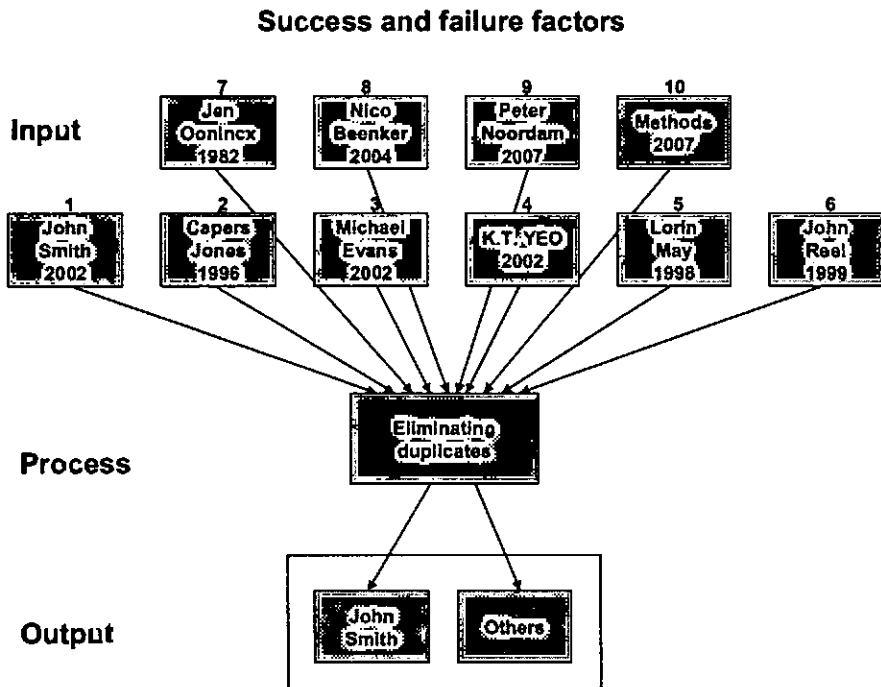 Success and failure factors
7
8
9
10
Input
Jan
Oonincx
1982
Nico
Beenker
2004
Peter
Noordam
2007
Methods
2007
1
2
3
4
5
6
John
Smith
2002
Capers
Jones
1996
Michael
Evans
2002
K.T. YEO
2002
Lorin
May
1998
John
Reel
1999
Process
Eliminating
duplicates
Output
John
Smith
Others